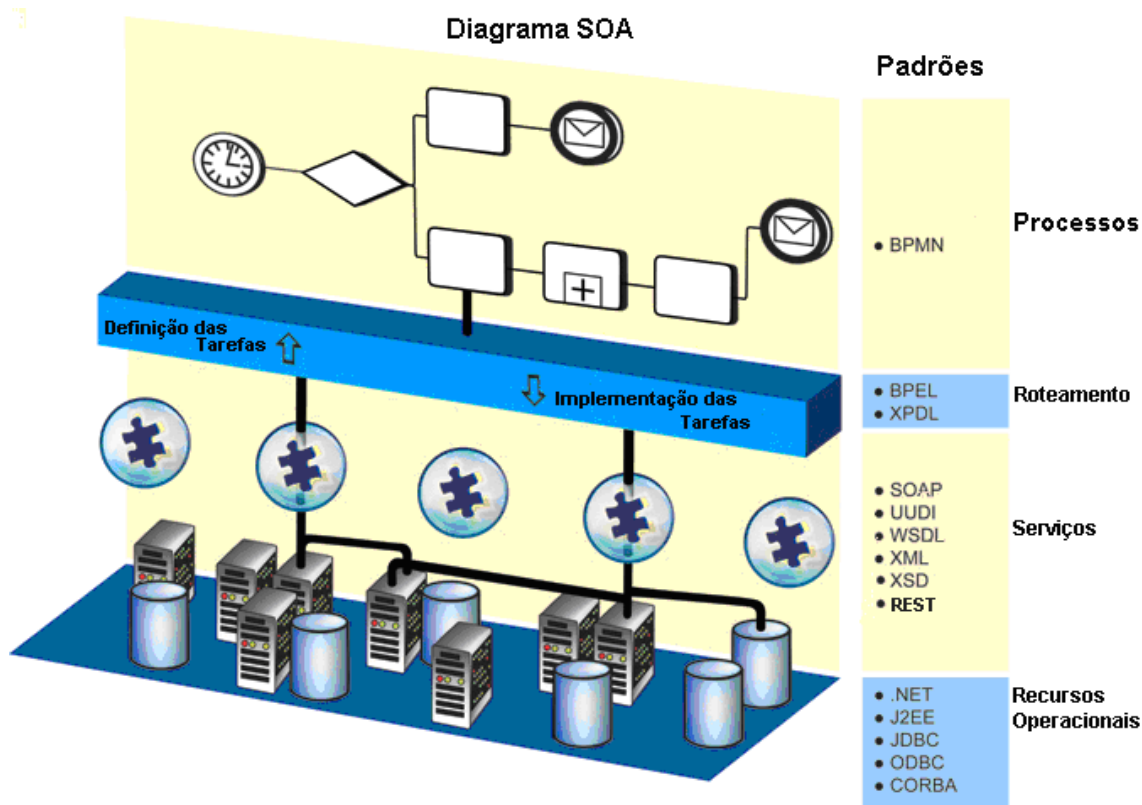 Diagrama SOA
Padrões
• BPMN
Processos
Definição das
Tarefas
Implementação das
Tarefas
• BPEL
• XPDL
Roteamento
• SOAP
• UUDI
• WSDL
• XML
• XSD
• REST
Serviços
• .NET
• J2EE
• JDBC
• ODBC
• CORBA
Recursos
Operacionais